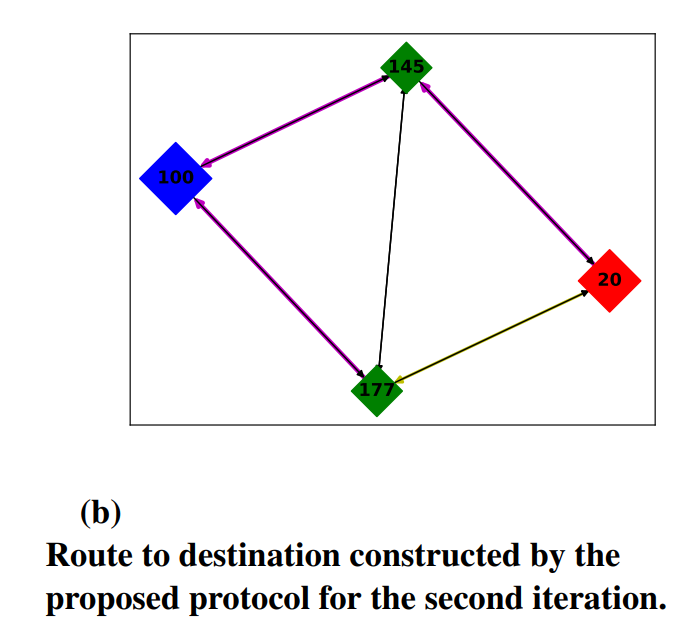 145
100
20
177
(b)
Route to destination constructed by the
proposed protocol for the second iteration.